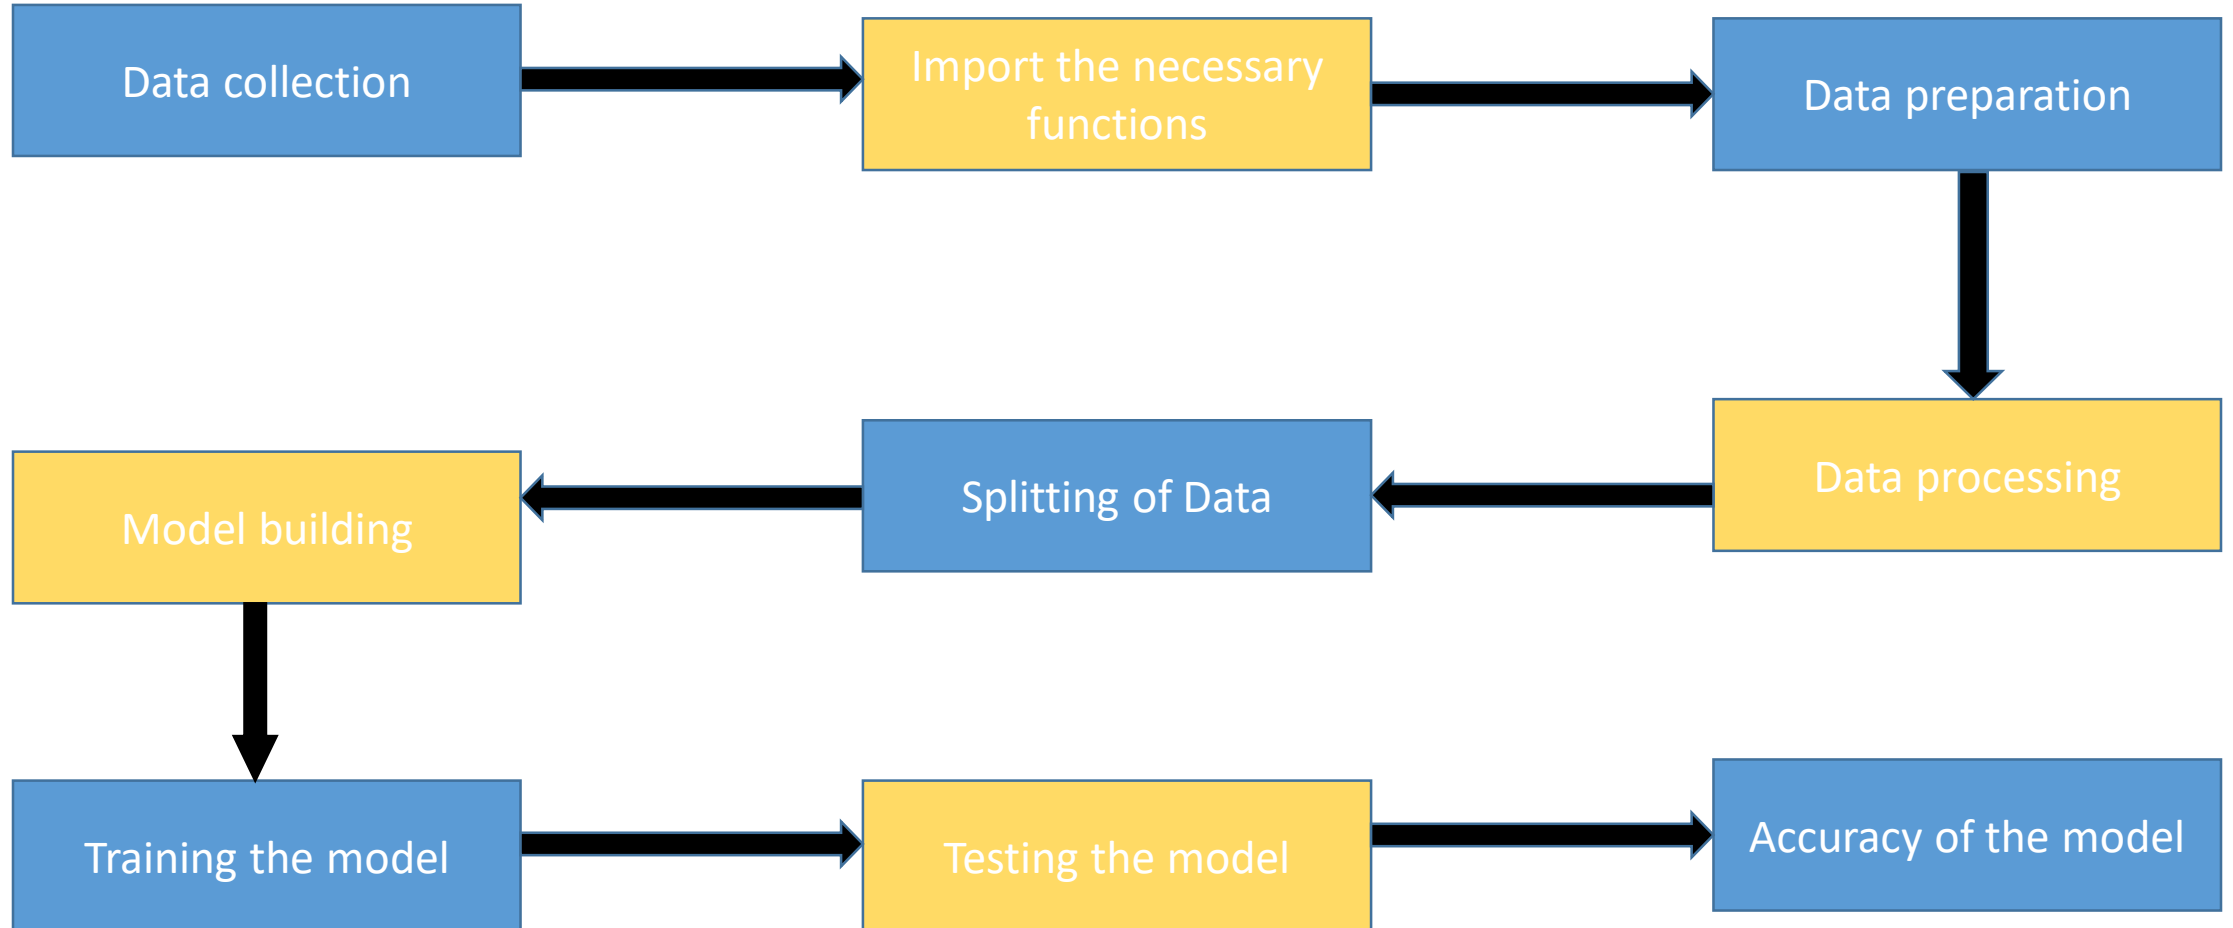 Data collection
Import the necessary
functions
Data preparation
Data processing
Splitting of Data
Model building
Training the model
Testing the model
Accuracy of the model